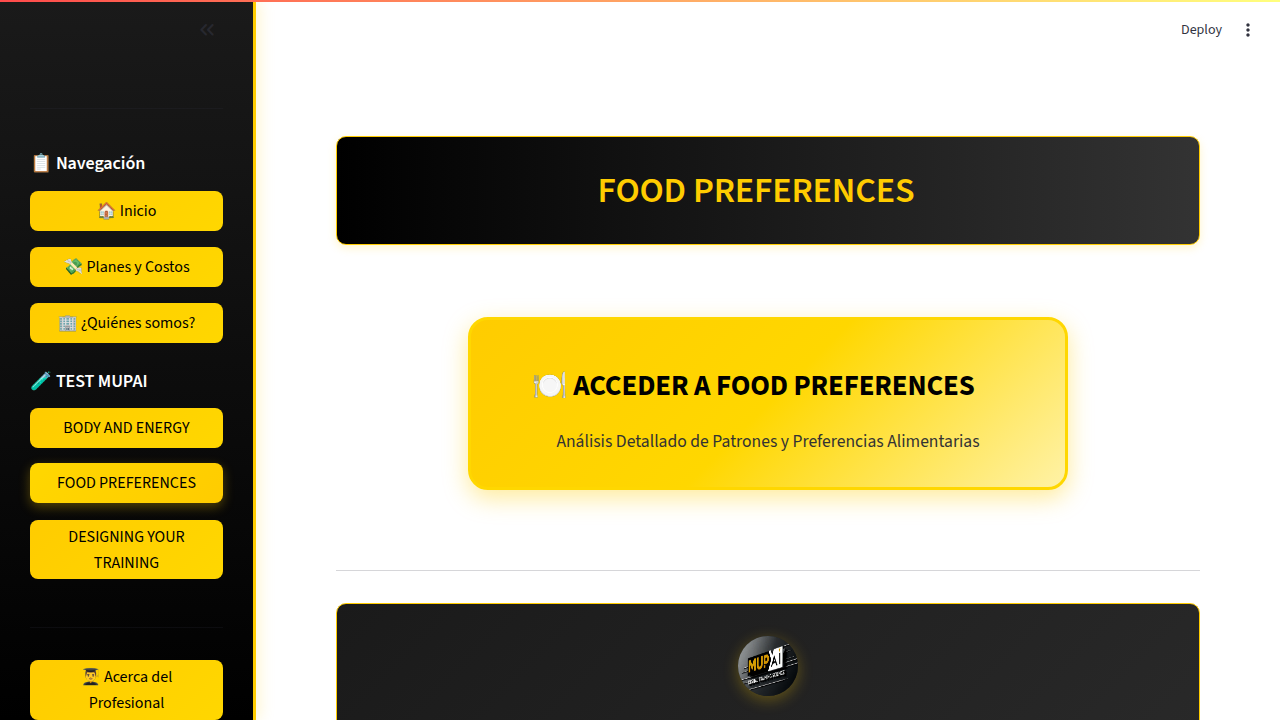 Deploy
Navegación
Inicio
Planes y Costos
¿Quiénes somos?
TEST MUPAI
BODY AND ENERGY
FOOD PREFERENCES
DESIGNING YOUR
TRAINING
Acerca del
Profesional
FOOD PREFERENCES
ACCEDER A FOOD PREFERENCES
Análisis Detallado de Patrones y Preferencias Alimentarias
MUPAI